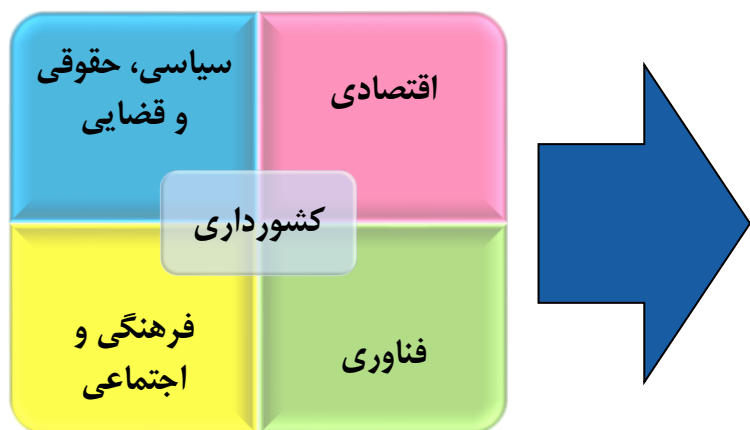 اقتصادی
سیاسی، حقوقی
و قضایی
کشورداری
فناوری
فرهنگی و
اجتماعی